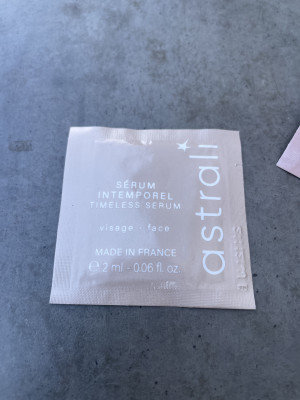 SÉRUM
INTEMPOREL
TIMELESS SERUM
visage face
MADE IN FRANCE
℮ 2 ml - 0.06 fl. oz.
astrali